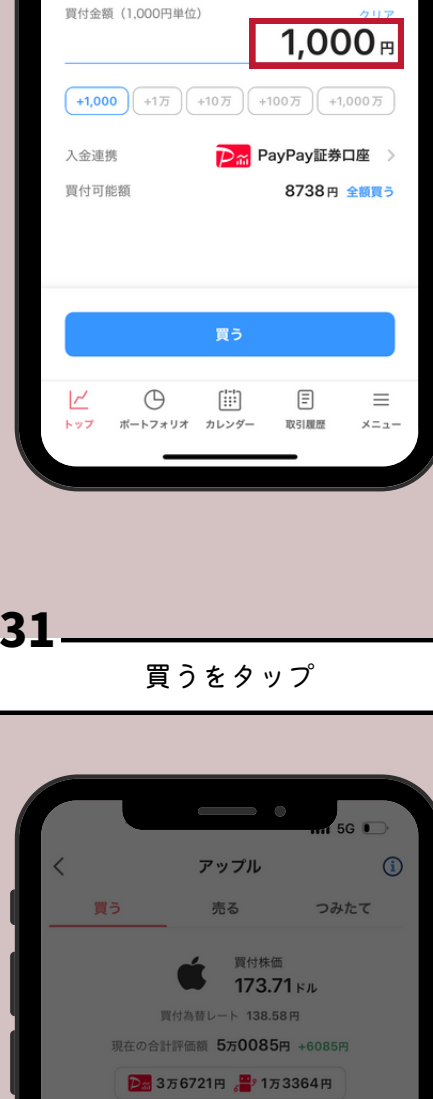 買付金額（1,000円単位）
クリア
1,000円
+1,000 +1万 +10万 +100万 +1,000万
入金連携 PayPay証券口座
買付可能額 8738円 全額買う
買う
トップ ポートフォリオ カレンダー 取引履歴 メニュー
31
買うをタップ
5G
アップル
買う 売る つみたて
買付株価
173.71ドル
買付為替レート 138.58円
現在の合計評価額 5万0085円 +6085円
3万6721円 1万3364円